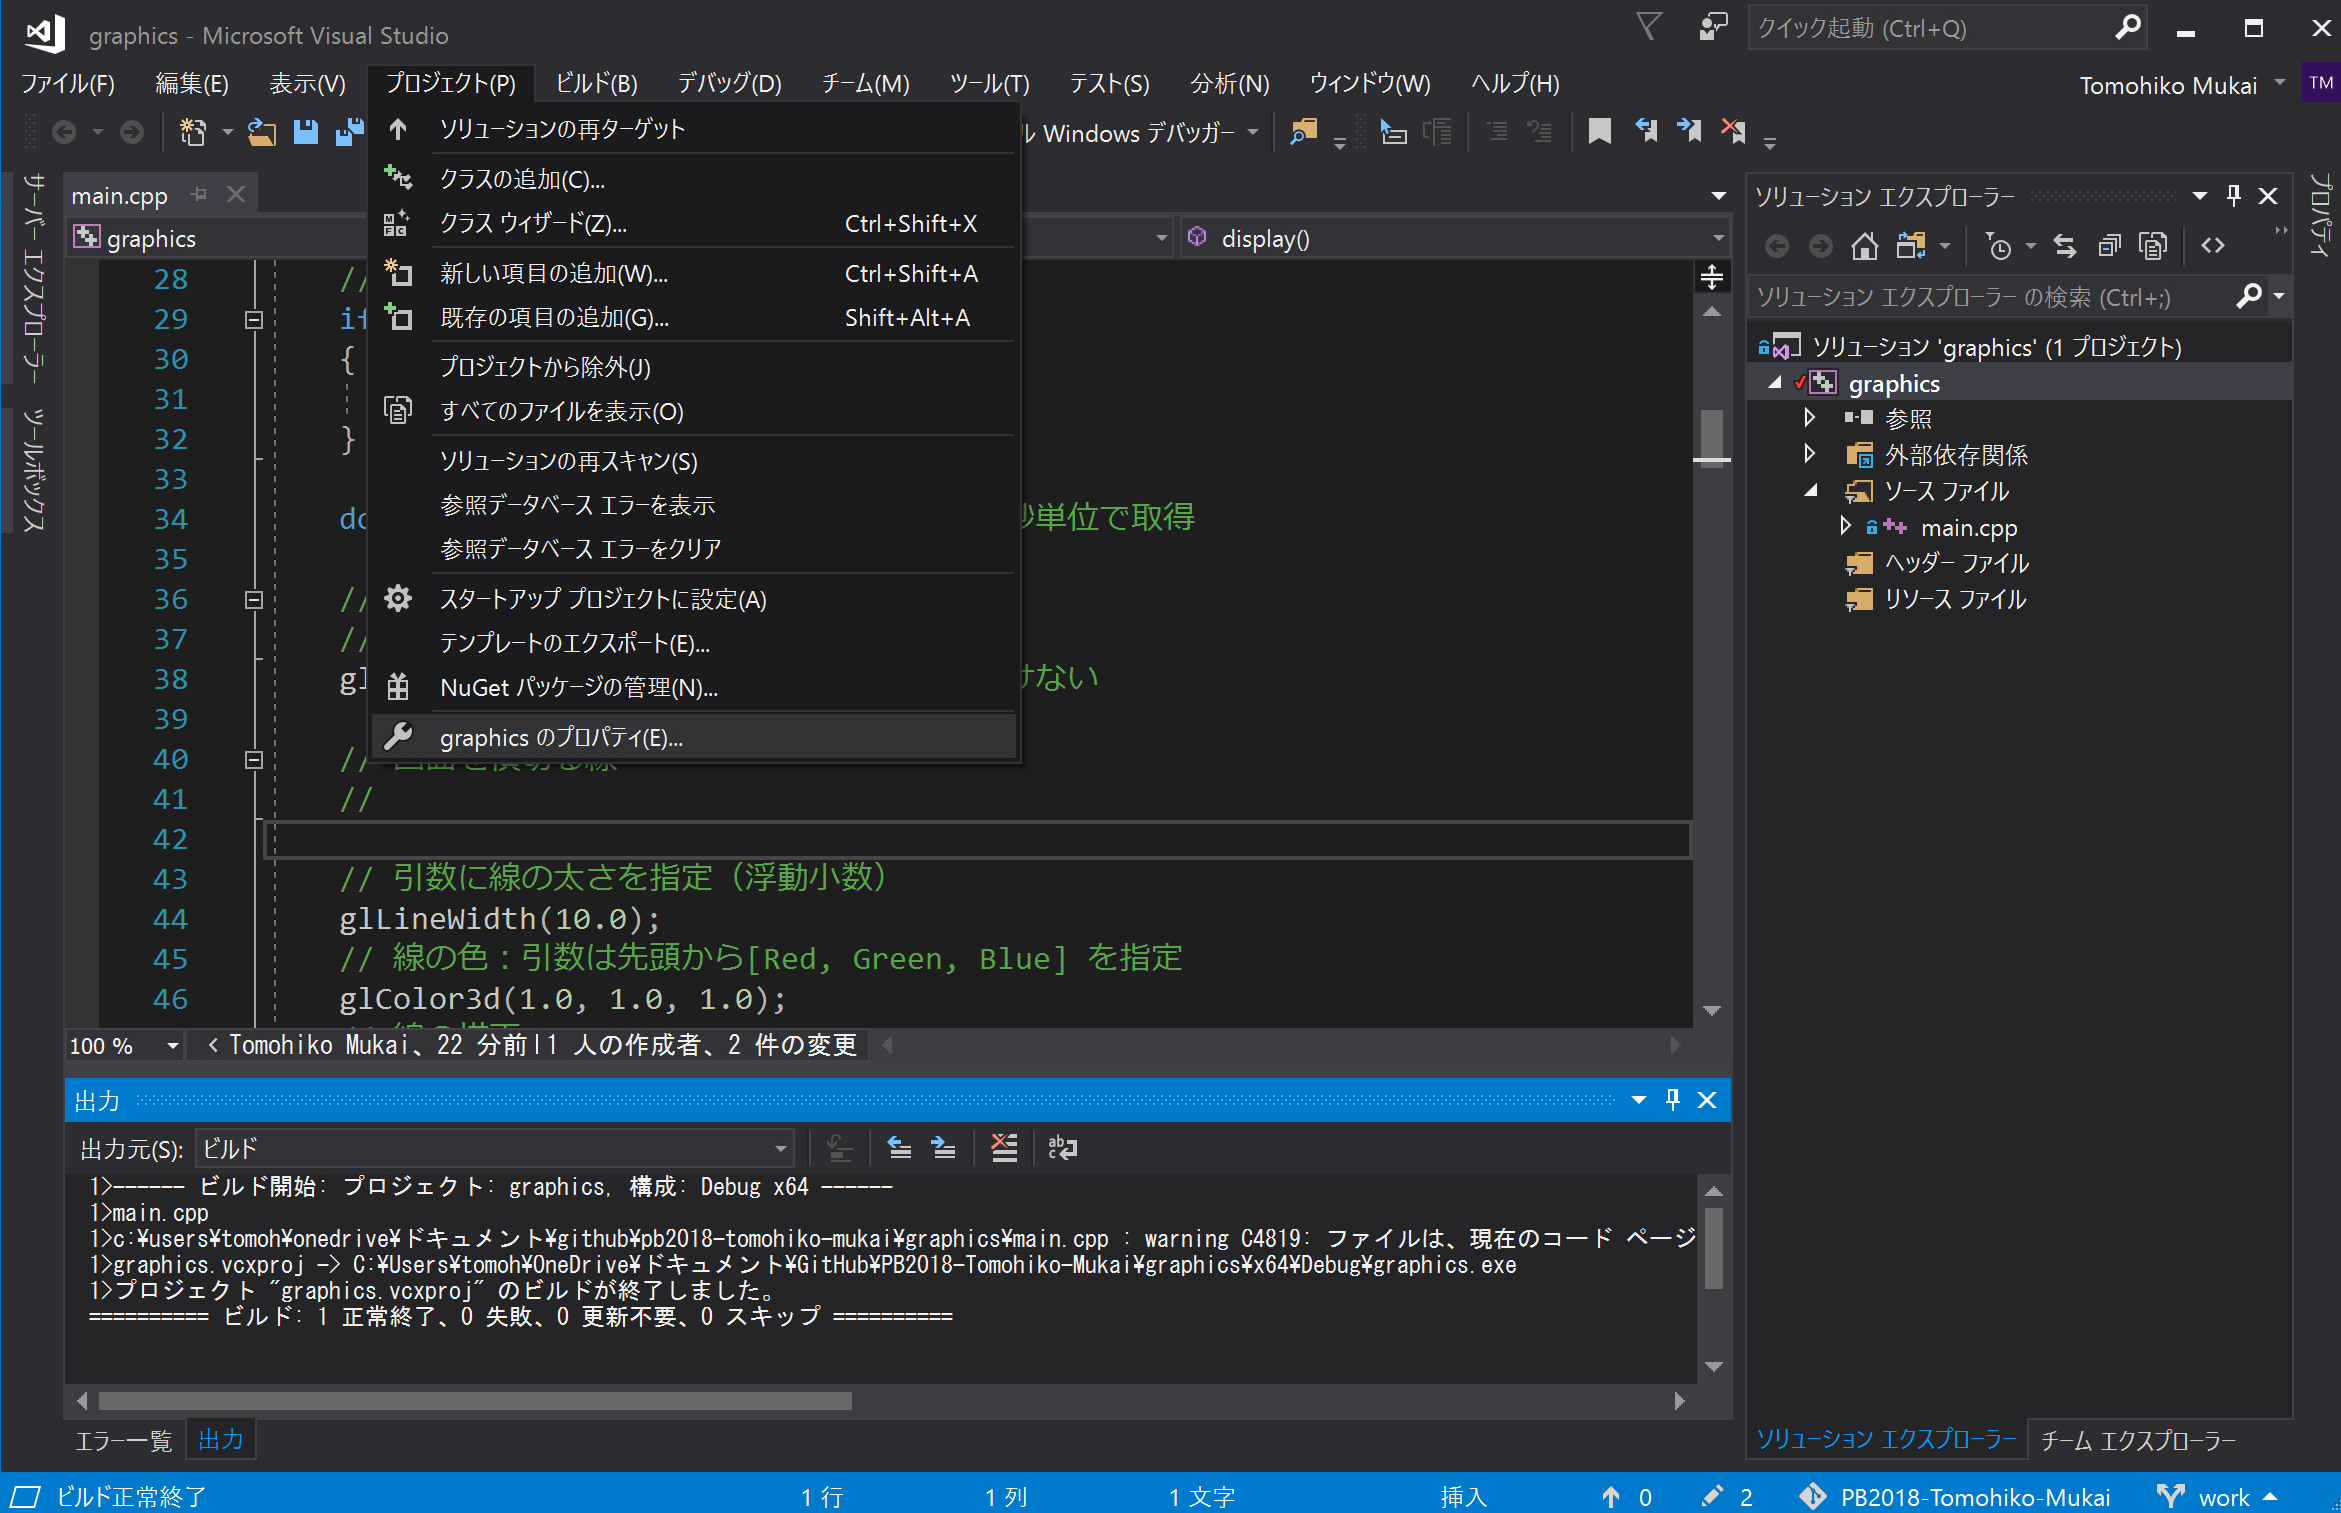 graphics - Microsoft Visual Studio
クイック起動 (Ctrl+Q)
ファイル(F) 編集(E) 表示(V) プロジェクト(P) ビルド(B) デバッグ(D) チーム(M) ツール(T) テスト(S) 分析(N) ウィンドウ(W) ヘルプ(H)
Tomohiko Mukai TM
ル Windows デバッガー
サーバー エクスプローラー
ツールボックス
ソリューションの再ターゲット
クラスの追加(C)...
クラス ウィザード(Z)... Ctrl+Shift+X
新しい項目の追加(W)... Ctrl+Shift+A
既存の項目の追加(G)... Shift+Alt+A
プロジェクトから除外(J)
すべてのファイルを表示(O)
ソリューションの再スキャン(S)
参照データベース エラーを表示
参照データベース エラーをクリア
スタートアップ プロジェクトに設定(A)
テンプレートのエクスポート(E)...
NuGet パッケージの管理(N)...
graphics のプロパティ(E)...
main.cpp
graphics
display()
28 //
29 if
30 {
31
32 }
33
34 do 秒単位で取得
35
36 //
37 //
38 gl けない
39
40 // 画面を横切る線
41 //
42
43 // 引数に線の太さを指定（浮動小数）
44 glLineWidth(10.0);
45 // 線の色：引数は先頭から[Red, Green, Blue] を指定
46 glColor3d(1.0, 1.0, 1.0);
100 %
Tomohiko Mukai、22 分前|1 人の作成者、2 件の変更
出力
出力元(S): ビルド
1>------ ビルド開始: プロジェクト: graphics, 構成: Debug x64 ------
1>main.cpp
1>c:¥users¥tomoh¥onedrive¥ドキュメント¥github¥pb2018-tomohiko-mukai¥graphics¥main.cpp : warning C4819: ファイルは、現在のコード ページ
1>graphics.vcxproj -> C:¥Users¥tomoh¥OneDrive¥ドキュメント¥GitHub¥PB2018-Tomohiko-Mukai¥graphics¥x64¥Debug¥graphics.exe
1>プロジェクト "graphics.vcxproj" のビルドが終了しました。
========== ビルド: 1 正常終了、0 失敗、0 更新不要、0 スキップ ==========
エラー一覧 出力
ソリューション エクスプローラー
ソリューション エクスプローラー の検索 (Ctrl+;)
ソリューション 'graphics' (1 プロジェクト)
graphics
参照
外部依存関係
ソース ファイル
main.cpp
ヘッダー ファイル
リソース ファイル
ソリューション エクスプローラー チーム エクスプローラー
プロパティ
ビルド正常終了 1 行 1 列 1 文字 挿入 0 2 PB2018-Tomohiko-Mukai work